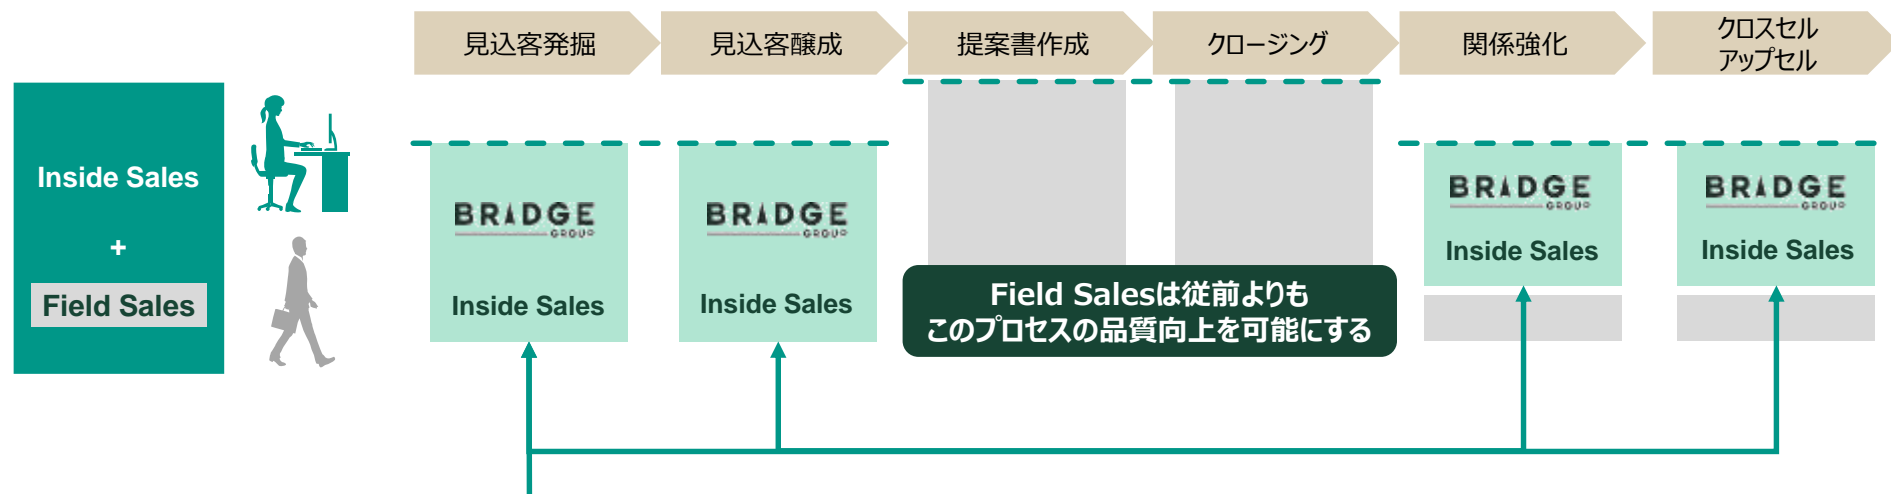 見込客発掘
見込客醸成
提案書作成
クロージング
関係強化
クロスセル
アップセル
Inside Sales
+
Field Sales
BRIDGE
GROUP
Inside Sales
BRIDGE
GROUP
Inside Sales
Field Salesは従前よりも
このプロセスの品質向上を可能にする
BRIDGE
GROUP
Inside Sales
BRIDGE
GROUP
Inside Sales